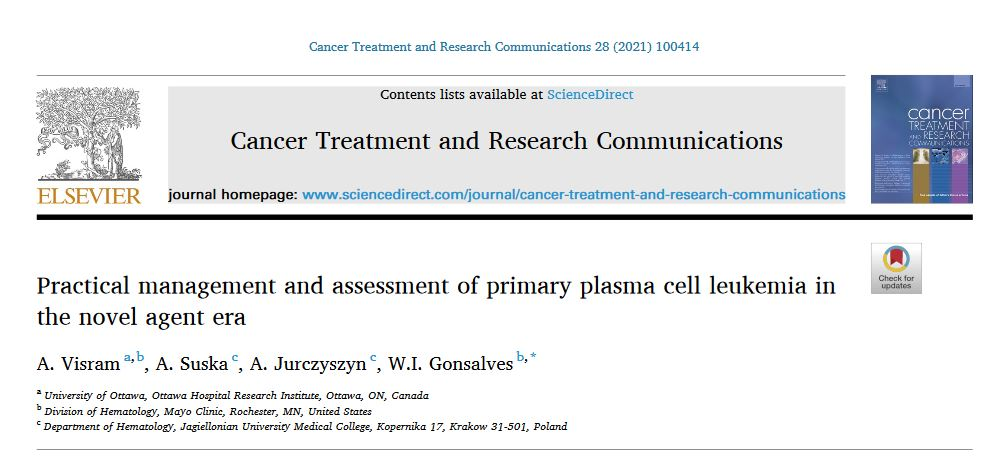 Cancer Treatment and Research Communications 28 (2021) 100414
Contents lists available at ScienceDirect
Cancer Treatment and Research Communications
ELSEVIER
journal homepage: www.sciencedirect.com/journal/cancer-treatment-and-research-communications
cancer
TREATMENT
AND RESEARCH
COMMUNICATIONS
Practical management and assessment of primary plasma cell leukemia in
the novel agent era
Check for
updates
A. Visram a,b, A. Suska c, A. Jurczyszyn c, W.I. Gonsalves b,*
a University of Ottawa, Ottawa Hospital Research Institute, Ottawa, ON, Canada
b Division of Hematology, Mayo Clinic, Rochester, MN, United States
c Department of Hematology, Jagiellonian University Medical College, Kopernika 17, Krakow 31-501, Poland